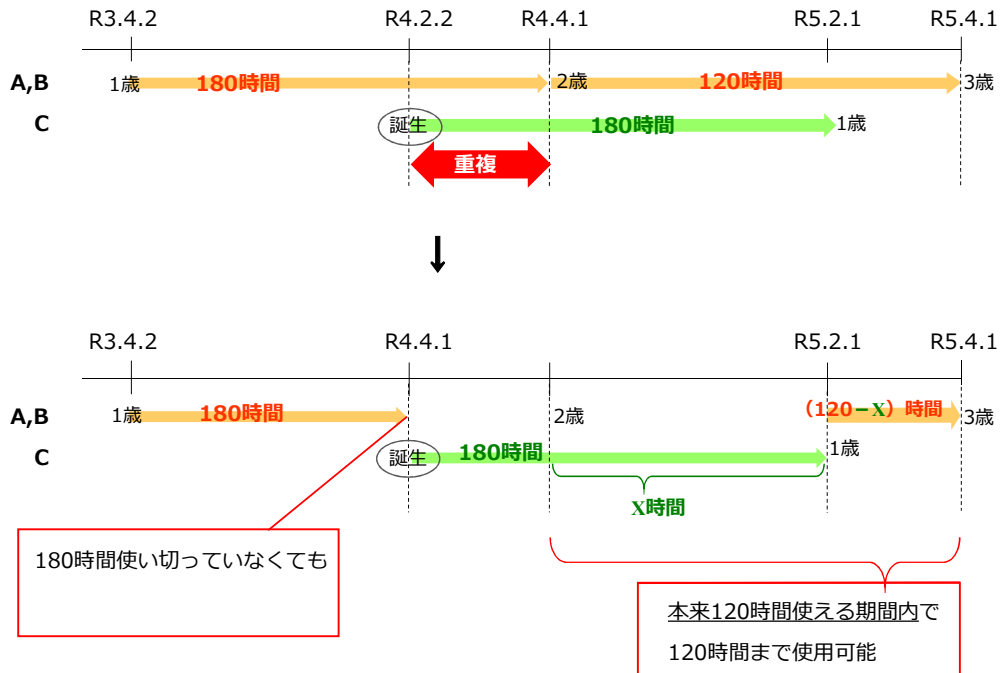 R3.4.2 R4.2.2 R4.4.1 R5.2.1 R5.4.1
A,B 1歳 180時間 2歳 120時間 3歳
C 誕生 180時間 1歳
重複
↓
R3.4.2 R4.4.1 R5.2.1 R5.4.1
A,B 1歳 180時間 2歳 (120-X)時間 3歳
C 誕生 180時間 1歳
X時間
180時間使い切っていなくても
本来120時間使える期間内で
120時間まで使用可能